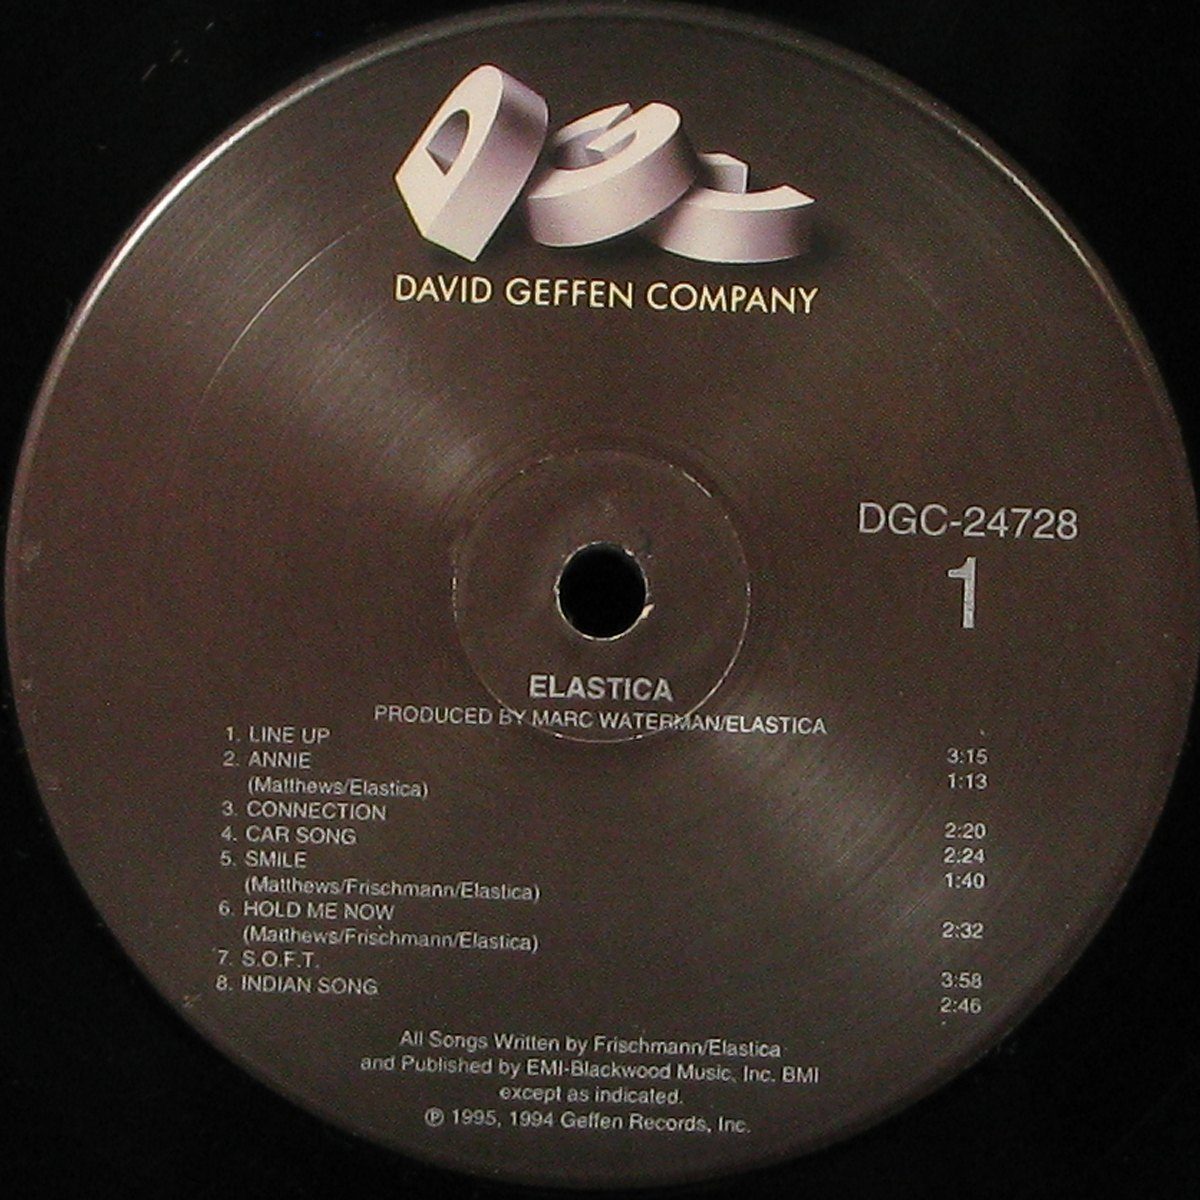 DGC
DAVID GEFFEN COMPANY
DGC-24728
1
ELASTICA
PRODUCED BY MARC WATERMAN/ELASTICA
1. LINE UP 3:15
2. ANNIE 1:13
(Matthews/Elastica)
3. CONNECTION 2:20
4. CAR SONG 2:24
5. SMILE 1:40
(Matthews/Frischmann/Elastica)
6. HOLD ME NOW 2:32
(Matthews/Frischmann/Elastica)
7. S.O.F.T. 3:58
8. INDIAN SONG 2:46
All Songs Written by Frischmann/Elastica
and Published by EMI-Blackwood Music, Inc. BMI
except as indicated.
℗ 1995, 1994 Geffen Records, Inc.